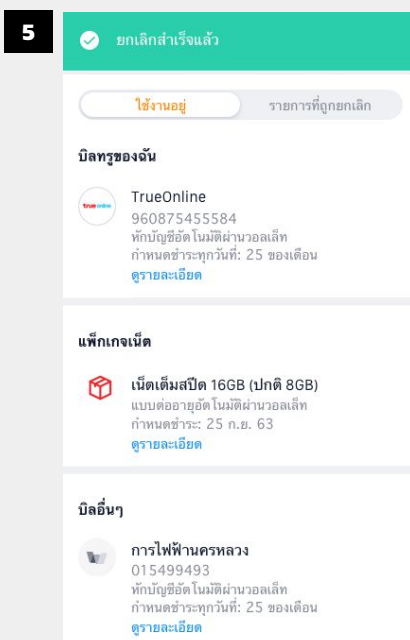 5
ยกเลิกสำเร็จแล้ว
ใช้งานอยู่ รายการที่ถูกยกเลิก
บิลทรูของฉัน
true online
TrueOnline
960875455584
หักบัญชีอัตโนมัติผ่านวอลเล็ท
กำหนดชำระทุกวันที่: 25 ของเดือน
ดูรายละเอียด
แพ็กเกจเน็ต
เน็ตเต็มสปีด 16GB (ปกติ 8GB)
แบบต่ออายุอัตโนมัติผ่านวอลเล็ท
กำหนดชำระ: 25 ก.ย. 63
ดูรายละเอียด
บิลอื่นๆ
การไฟฟ้านครหลวง
015499493
หักบัญชีอัตโนมัติผ่านวอลเล็ท
กำหนดชำระทุกวันที่: 25 ของเดือน
ดูรายละเอียด